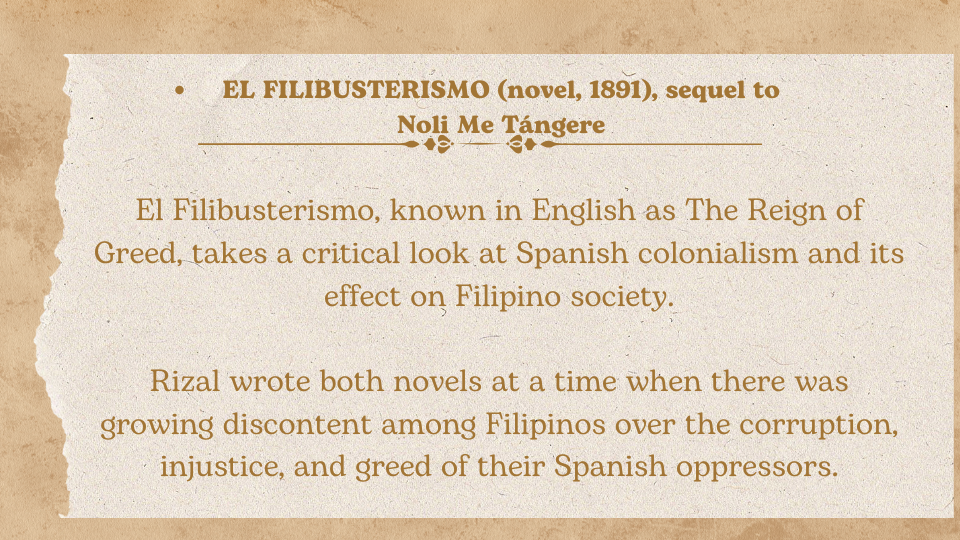 • EL FILIBUSTERISMO (novel, 1891), sequel to
Noli Me Tángere
El Filibusterismo, known in English as The Reign of
Greed, takes a critical look at Spanish colonialism and its
effect on Filipino society.
Rizal wrote both novels at a time when there was
growing discontent among Filipinos over the corruption,
injustice, and greed of their Spanish oppressors.